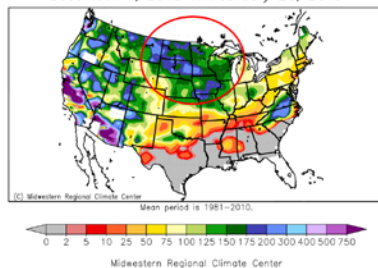 (C) Midwestern Regional Climate Center
Mean period is 1981-2010.
0 2 5 10 25 50 75 100 125 150 175 200 300 400 500 750
Midwestern Regional Climate Center